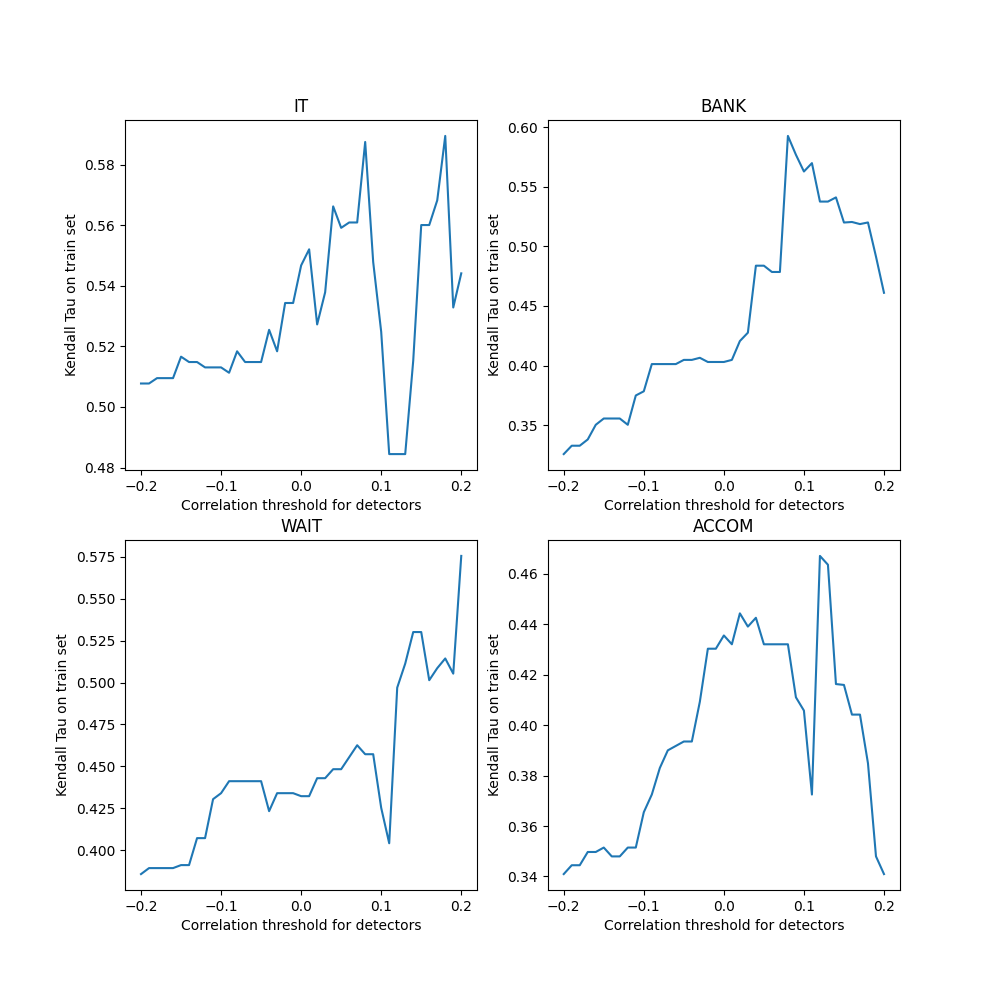 IT
Kendall Tau on train set
0.58
0.56
0.54
0.52
0.50
0.48
−0.2 −0.1 0.0 0.1 0.2
Correlation threshold for detectors
BANK
Kendall Tau on train set
0.60
0.55
0.50
0.45
0.40
0.35
−0.2 −0.1 0.0 0.1 0.2
Correlation threshold for detectors
WAIT
Kendall Tau on train set
0.575
0.550
0.525
0.500
0.475
0.450
0.425
0.400
−0.2 −0.1 0.0 0.1 0.2
Correlation threshold for detectors
ACCOM
Kendall Tau on train set
0.46
0.44
0.42
0.40
0.38
0.36
0.34
−0.2 −0.1 0.0 0.1 0.2
Correlation threshold for detectors